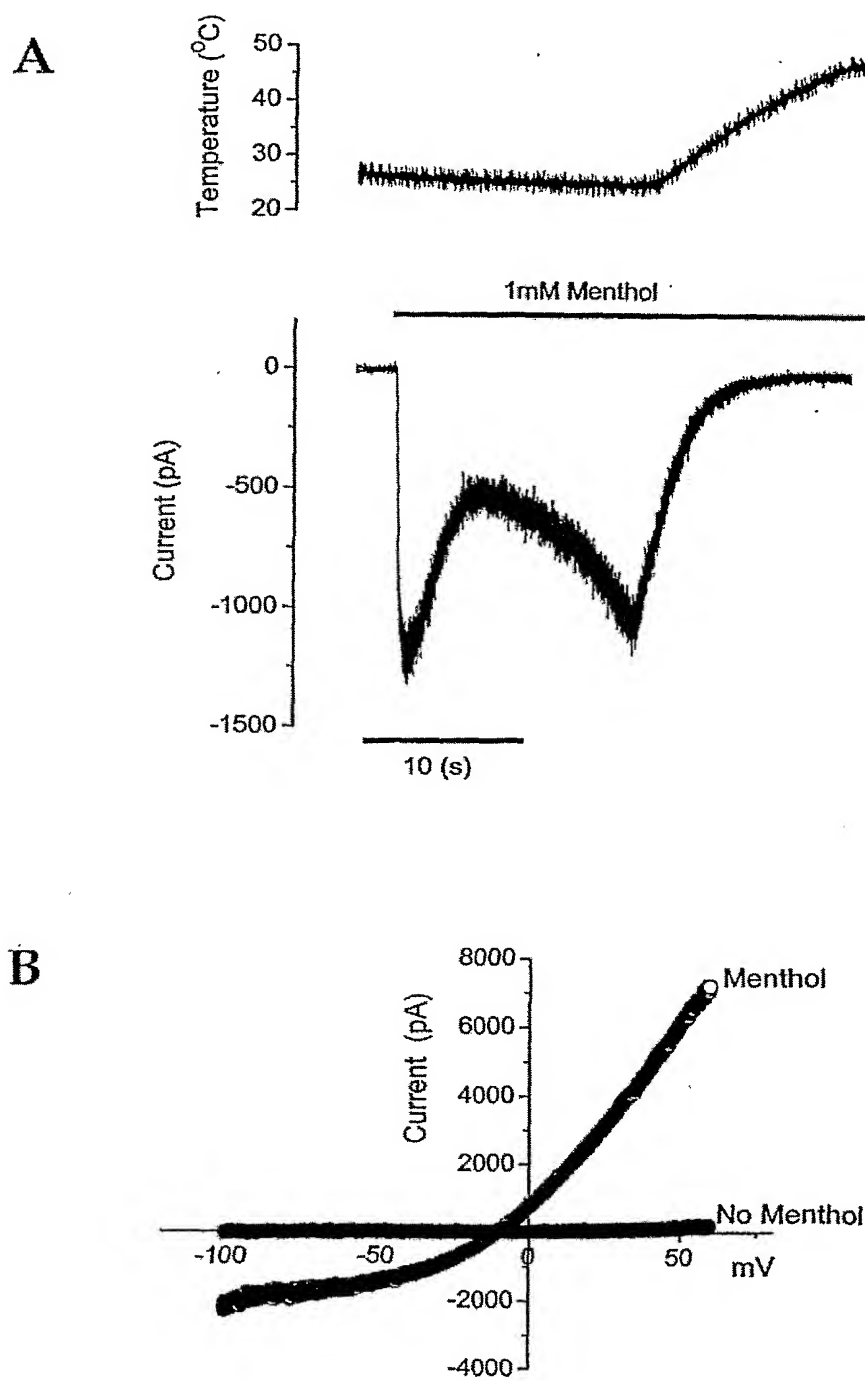 A
Temperature (°C)
50
40
30
20
1mM Menthol
Current (pA)
0
-500
-1000
-1500
10 (s)
B
Current (pA)
8000
6000
4000
2000
-2000
-4000
Menthol
No Menthol
-100
-50
0
50
mV